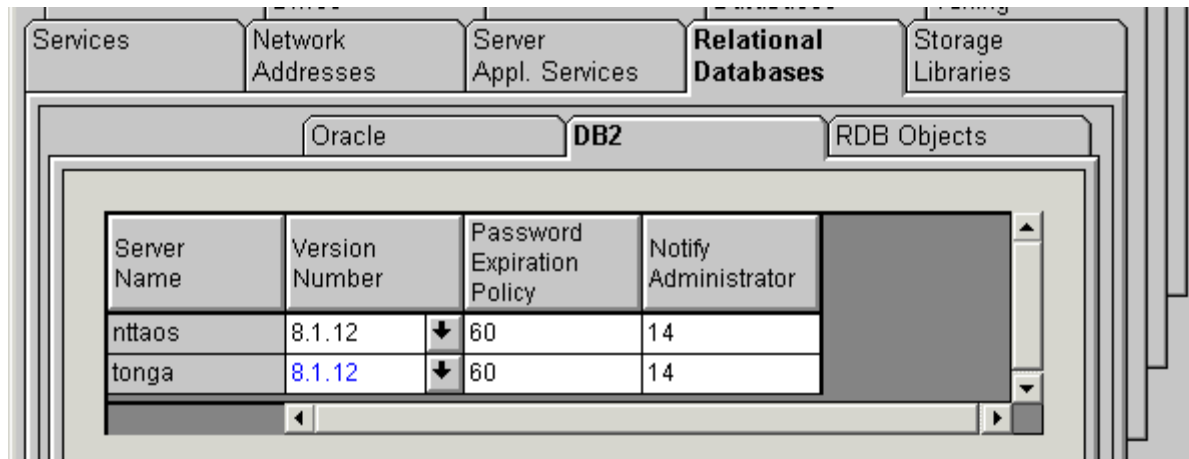 Services Network Server Relational Storage
Addresses Appl. Services Databases Libraries
Oracle DB2 RDB Objects
Server Version Password Notify
Name Number Expiration Administrator
Policy
nttaos 8.1.12 60 14
tonga 8.1.12 60 14